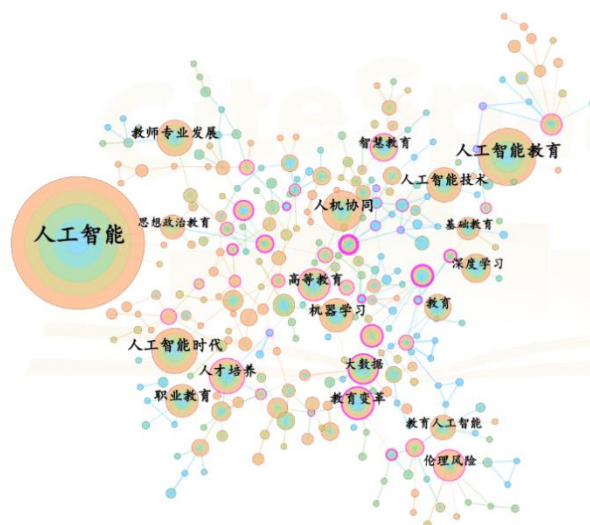 CiteSp
教师专业发展
智慧教育
人工智能教育
人工智能技术
人机协同
人工智能
思想政治教育
基础教育
深度学习
高等教育
教育
机器学习
人工智能时代
大数据
人才培养
职业教育
教育变革
教育人工智能
伦理风险